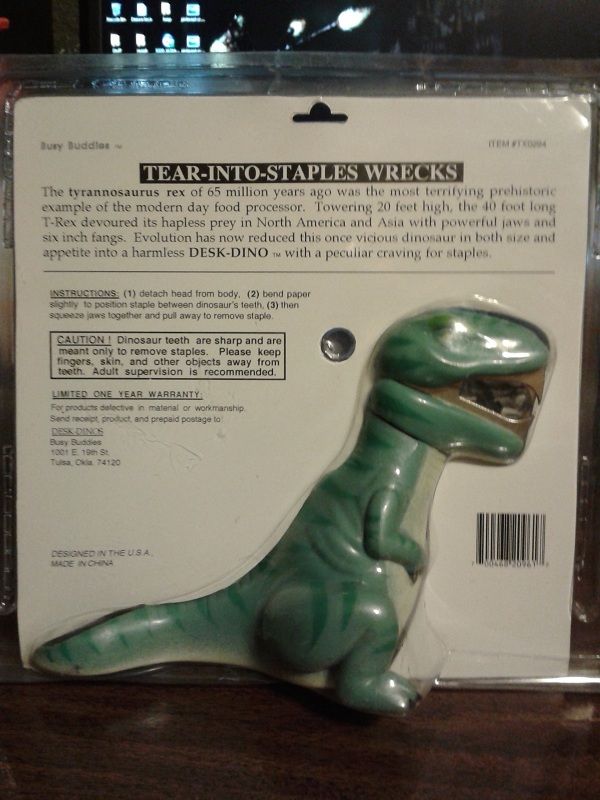 Busy Buddies ™
ITEM #TX0294
TEAR-INTO-STAPLES WRECKS
The tyrannosaurus rex of 65 million years ago was the most terrifying prehistoric
example of the modern day food processor. Towering 20 feet high, the 40 foot long
T-Rex devoured its hapless prey in North America and Asia with powerful jaws and
six inch fangs. Evolution has now reduced this once vicious dinosaur in both size and
appetite into a harmless DESK-DINO ™ with a peculiar craving for staples.
INSTRUCTIONS: (1) detach head from body, (2) bend paper
slightly to position staple between dinosaur's teeth, (3) then
squeeze jaws together and pull away to remove staple.
CAUTION ! Dinosaur teeth are sharp and are
meant only to remove staples. Please keep
fingers, skin, and other objects away from
teeth. Adult supervision is recommended.
LIMITED ONE YEAR WARRANTY:
For products defective in material or workmanship.
Send receipt, product, and prepaid postage to:
DESK-DINOS
Busy Buddies
1001 E. 19th St.
Tulsa, Okla. 74120
DESIGNED IN THE U.S.A.
MADE IN CHINA